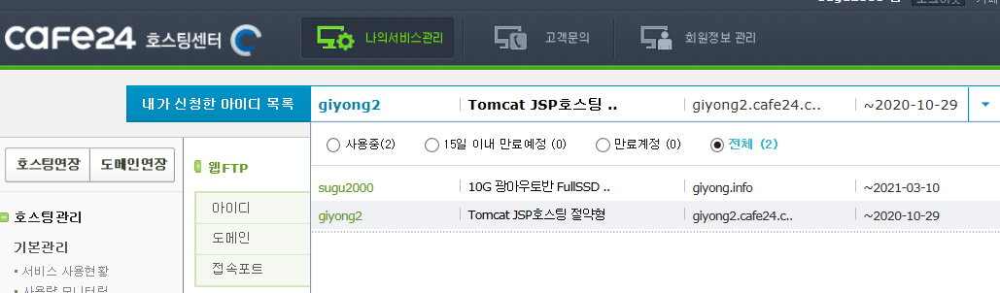 cafe24 호스팅센터
나의서비스관리
고객문의
회원정보 관리
내가 신청한 아이디 목록
giyong2 Tomcat JSP호스팅 .. giyong2.cafe24.c.. ~2020-10-29
사용중(2) 15일 이내 만료예정 (0) 만료계정 (0) 전체 (2)
sugu2000 10G 광아우토반 FullSSD .. giyong.info ~2021-03-10
giyong2 Tomcat JSP호스팅 절약형 giyong2.cafe24.c.. ~2020-10-29
호스팅연장 도메인연장
호스팅관리
기본관리
서비스 사용현황
사용량 모니터링
웹FTP
아이디
도메인
접속포트